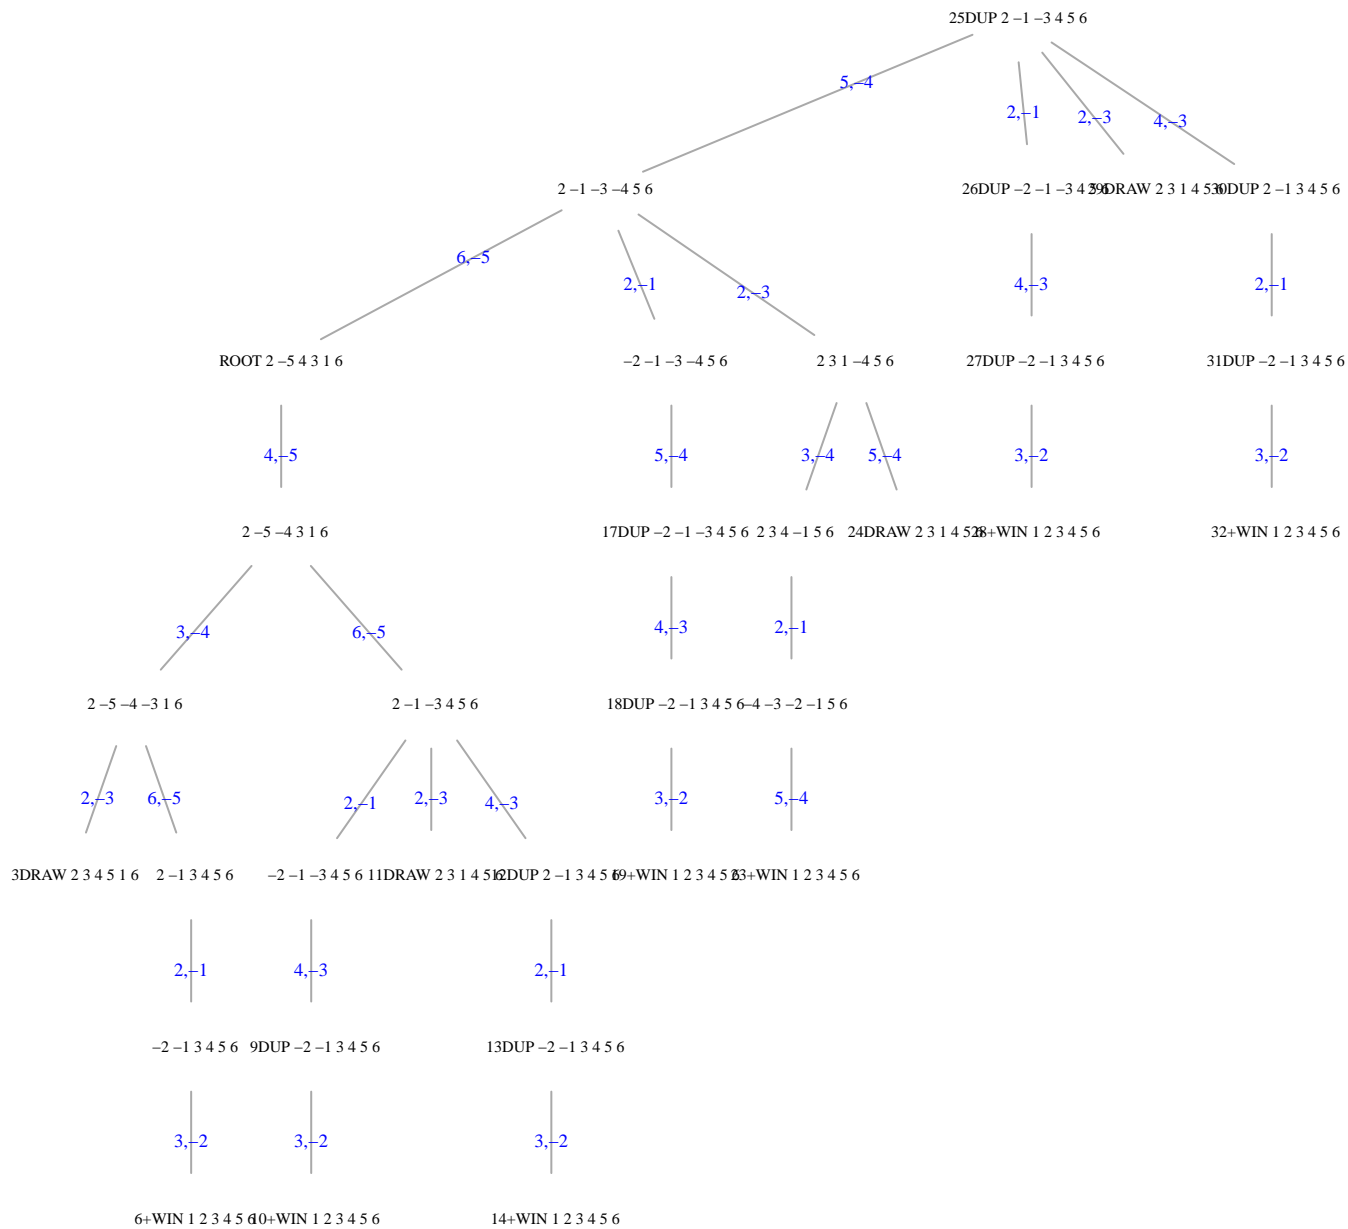 25DUP 2 –1 –3 4 5 6
5,–4
2,–1
2,–3
4,–3
2 –1 –3 –4 5 6
26DUP –2 –1 –3 4 5 6
29DRAW 2 3 1 4 5 6
30DUP 2 –1 3 4 5 6
6,–5
2,–1
2,–3
4,–3
2,–1
ROOT 2 –5 4 3 1 6
–2 –1 –3 –4 5 6
2 3 1 –4 5 6
27DUP –2 –1 3 4 5 6
31DUP –2 –1 3 4 5 6
4,–5
5,–4
3,–4
5,–4
3,–2
3,–2
2 –5 –4 3 1 6
17DUP –2 –1 –3 4 5 6
2 3 4 –1 5 6
24DRAW 2 3 1 4 5 6
28+WIN 1 2 3 4 5 6
32+WIN 1 2 3 4 5 6
3,–4
6,–5
4,–3
2,–1
2 –5 –4 –3 1 6
2 –1 –3 4 5 6
18DUP –2 –1 3 4 5 6
–4 –3 –2 –1 5 6
2,–3
6,–5
2,–1
2,–3
4,–3
3,–2
5,–4
3DRAW 2 3 4 5 1 6
2 –1 3 4 5 6
–2 –1 –3 4 5 6
11DRAW 2 3 1 4 5 6
12DUP 2 –1 3 4 5 6
19+WIN 1 2 3 4 5 6
23+WIN 1 2 3 4 5 6
2,–1
4,–3
2,–1
–2 –1 3 4 5 6
9DUP –2 –1 3 4 5 6
13DUP –2 –1 3 4 5 6
3,–2
3,–2
3,–2
6+WIN 1 2 3 4 5 6
10+WIN 1 2 3 4 5 6
14+WIN 1 2 3 4 5 6